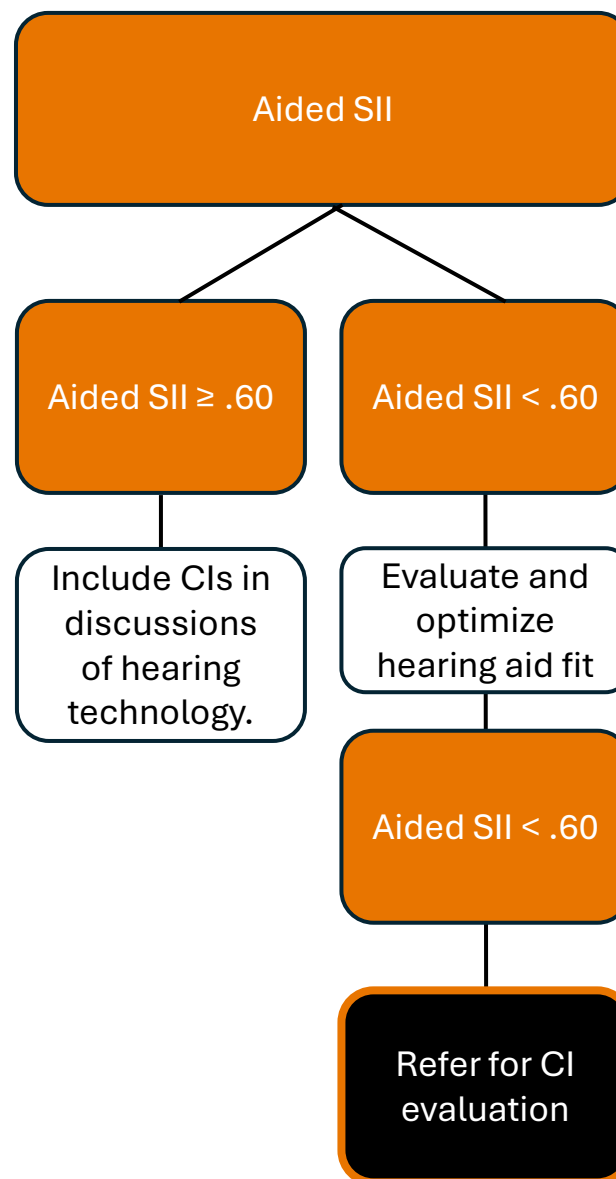 Aided SII
Aided SII ≥ .60
Aided SII < .60
Include CIs in
discussions
of hearing
technology.
Evaluate and
optimize
hearing aid fit
Aided SII < .60
Refer for CI
evaluation